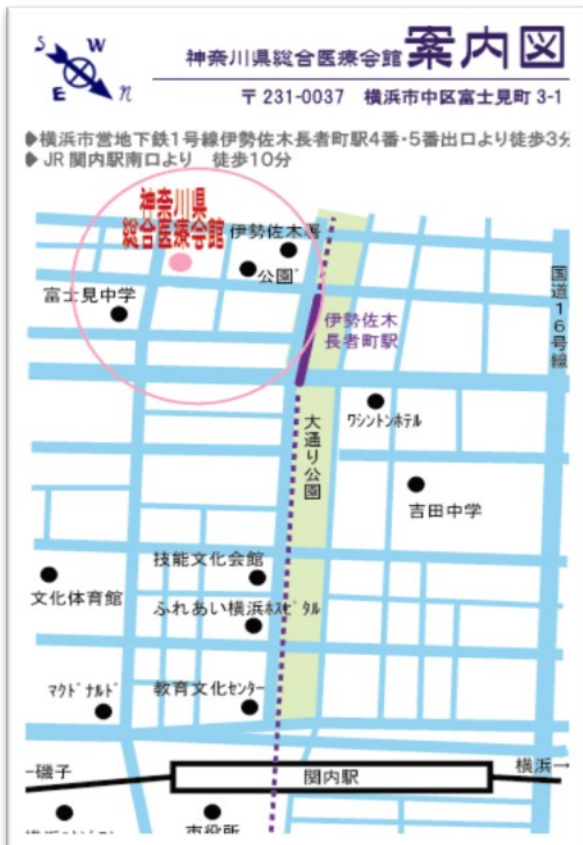 S W
E n
神奈川県総合医療会館 案内図
〒231-0037 横浜市中区富士見町3-1
▶横浜市営地下鉄1号線伊勢佐木長者町駅4番・5番出口より徒歩3分
▶JR関内駅南口より 徒歩10分
神奈川県
総合医療会館
伊勢佐木署
公園
富士見中学
伊勢佐木
長者町駅
国道16号線
ワシントンホテル
大通り公園
吉田中学
技能文化会館
文化体育館
ふれあい横浜ホスピタル
マクドナルド
教育文化センター
横浜→
磯子
関内駅
市役所